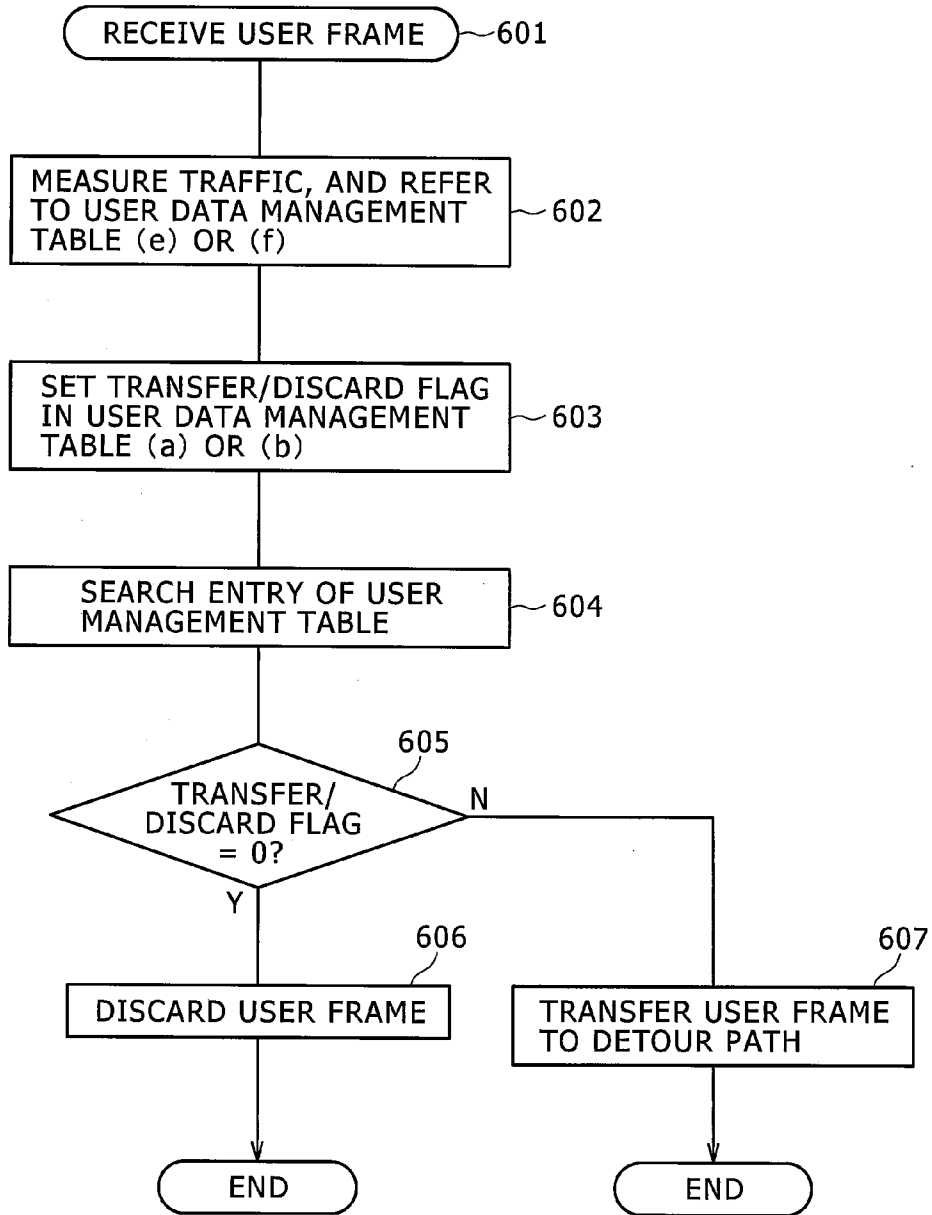 RECEIVE USER FRAME
601
MEASURE TRAFFIC, AND REFER
TO USER DATA MANAGEMENT
TABLE (e) OR (f)
602
SET TRANSFER/DISCARD FLAG
IN USER DATA MANAGEMENT
TABLE (a) OR (b)
603
SEARCH ENTRY OF USER
MANAGEMENT TABLE
604
605
TRANSFER/
DISCARD FLAG
= 0?
N
Y
606
DISCARD USER FRAME
607
TRANSFER USER FRAME
TO DETOUR PATH
END
END